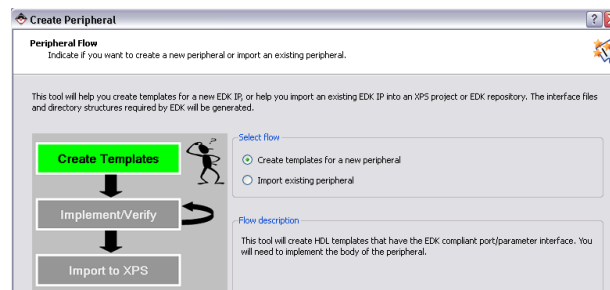 Create Peripheral
Peripheral Flow
Indicate if you want to create a new peripheral or import an existing peripheral.
This tool will help you create templates for a new EDK IP, or help you import an existing EDK IP into an XPS project or EDK repository. The interface files
and directory structures required by EDK will be generated.
Create Templates
Implement/Verify
Import to XPS
Select flow
Create templates for a new peripheral
Import existing peripheral
Flow description
This tool will create HDL templates that have the EDK compliant port/parameter interface. You
will need to implement the body of the peripheral.